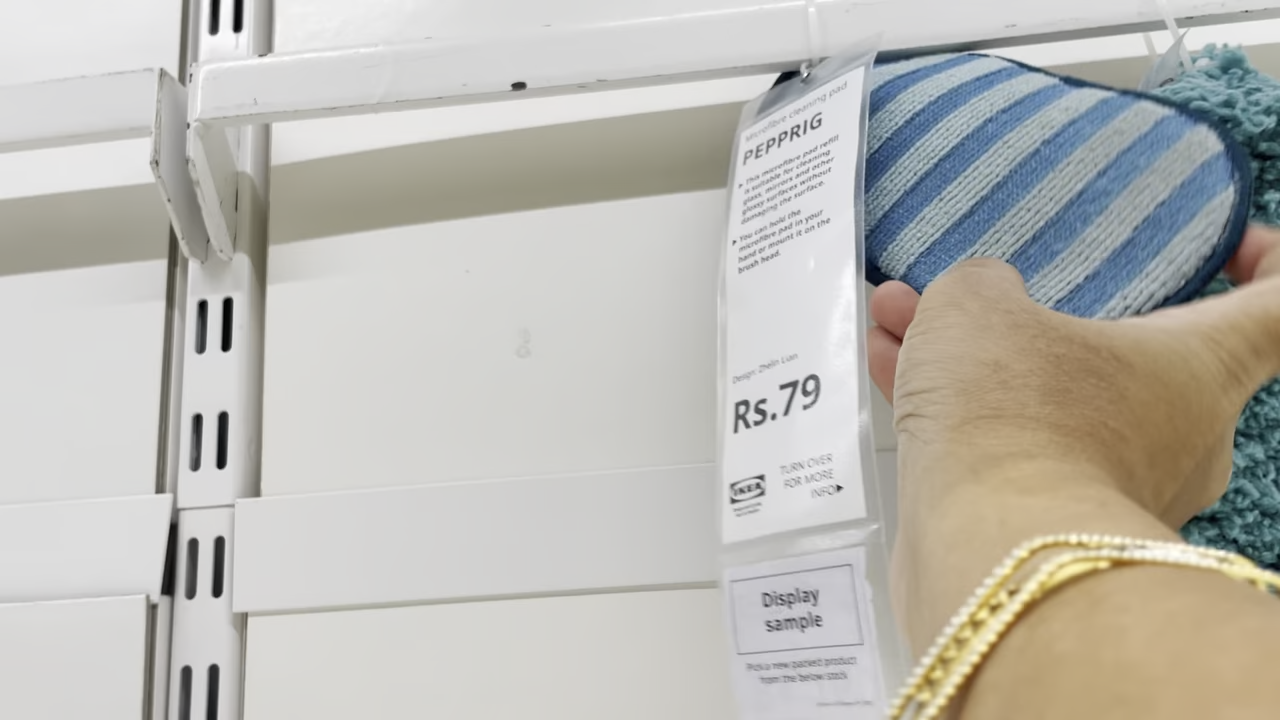 Microfibre cleaning pad
PEPPRIG
▸ This microfibre pad refill
is suitable for cleaning
glass, mirrors and other
glossy surfaces without
damaging the surface.
▸ You can hold the
microfibre pad in your
hand or mount it on the
brush head.
Design: Zhelin Lian
Rs.79
IKEA
TURN OVER
FOR MORE
INFO▸
Display
sample
Pick a new packed product
from the below stock